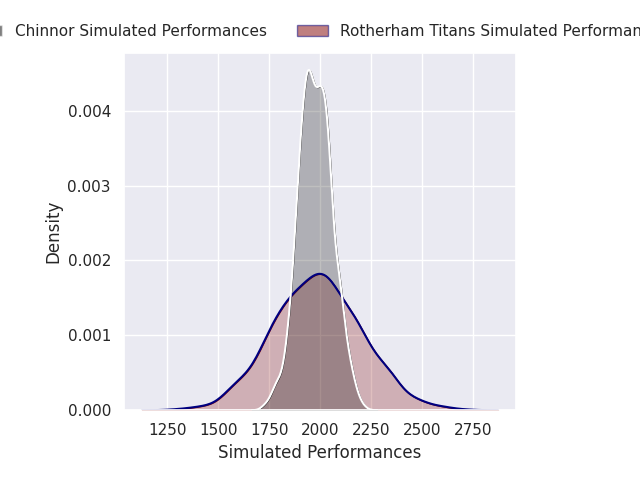 Chinnor Simulated Performances
Rotherham Titans Simulated
0.004
0.003
0.002
0.001
0.000
Density
1250 1500 1750 2000 2250 2500 2750
Simulated Performances